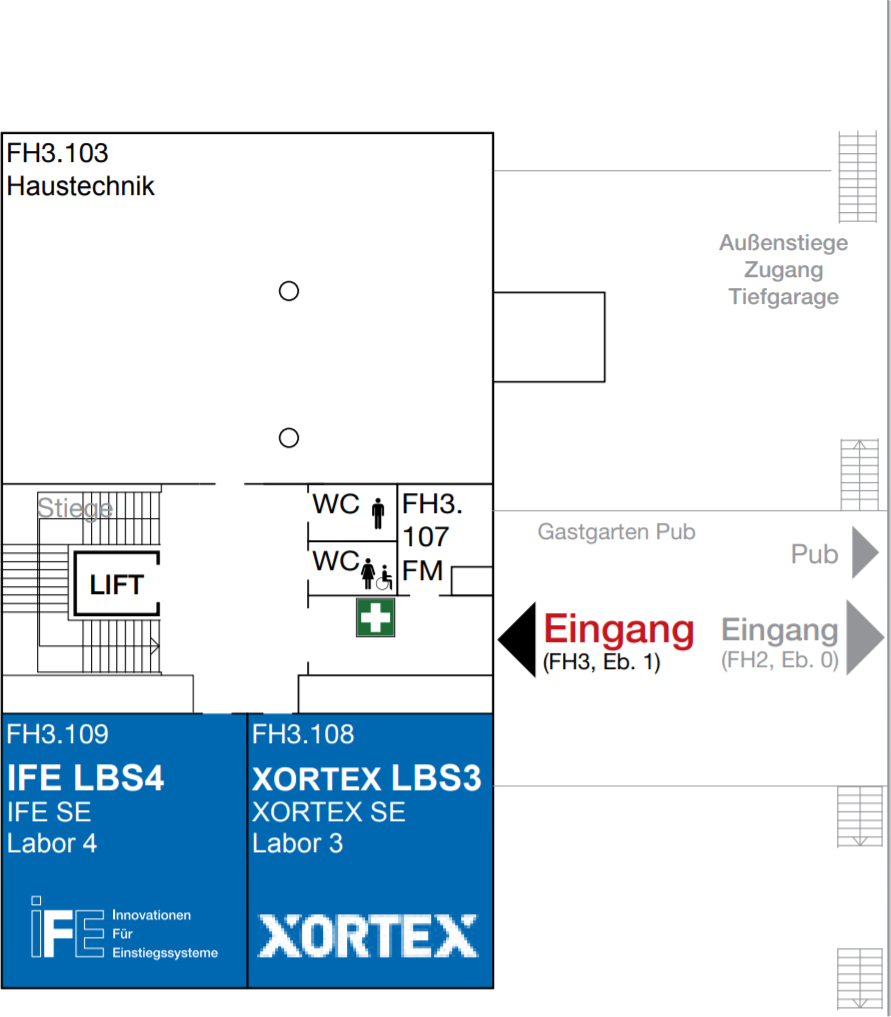 FH3.103
Haustechnik
Außenstiege
Zugang
Tiefgarage
Stiege
LIFT
WC
WC
FH3.
107
FM
Gastgarten Pub
Pub
Eingang
(FH3, Eb. 1)
Eingang
(FH2, Eb. 0)
FH3.109
IFE LBS4
IFE SE
Labor 4
iFE
Innovationen
Für
Einstiegssysteme
FH3.108
XORTEX LBS3
XORTEX SE
Labor 3
XORTEX